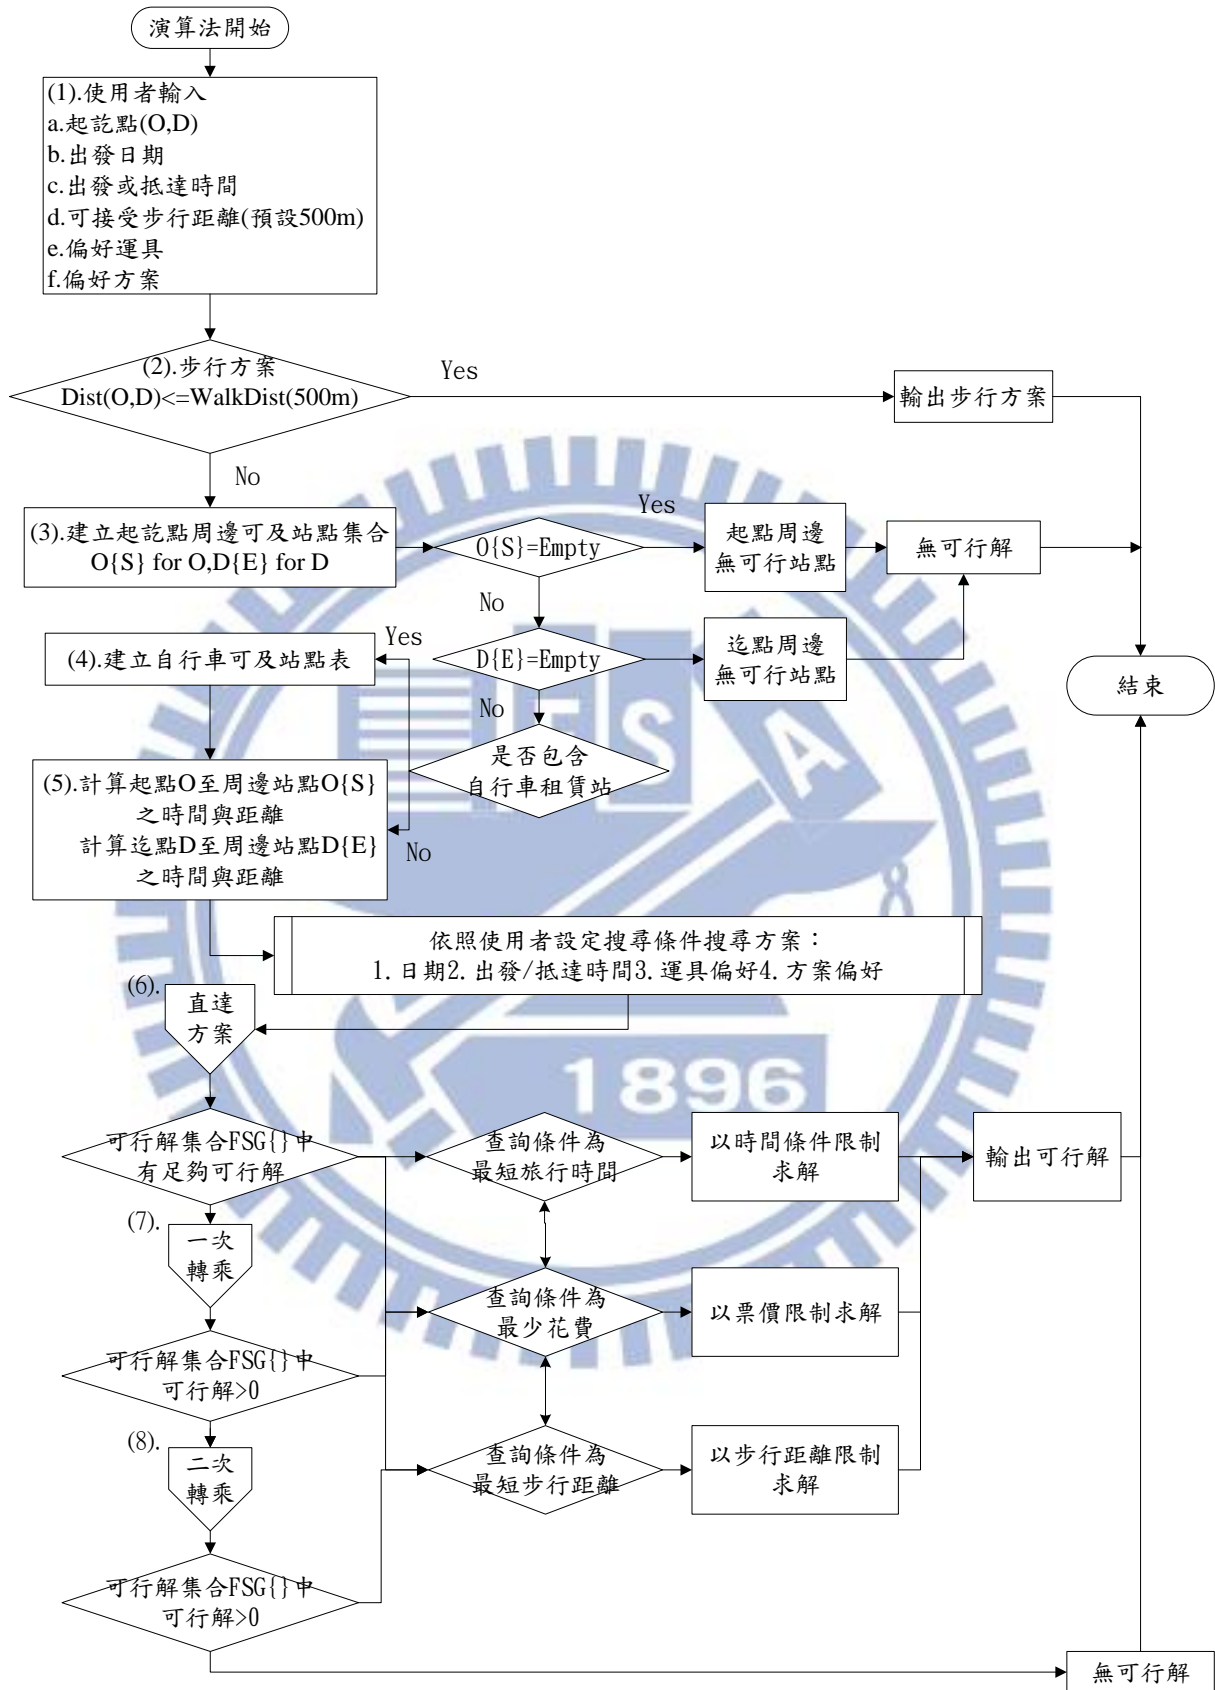 演算法開始
(1).使用者輸入
a.起訖點(O,D)
b.出發日期
c.出發或抵達時間
d.可接受步行距離(預設500m)
e.偏好運具
f.偏好方案
(2).步行方案
Dist(O,D)<=WalkDist(500m)
Yes
輸出步行方案
No
(3).建立起訖點周邊可及站點集合
O{S} for O,D{E} for D
O{S}=Empty
Yes
起點周邊
無可行站點
無可行解
No
(4).建立自行車可及站點表
Yes
D{E}=Empty
迄點周邊
無可行站點
結束
No
是否包含
自行車租賃站
(5).計算起點O至周邊站點O{S}
之時間與距離
計算迄點D至周邊站點D{E}
之時間與距離
No
依照使用者設定搜尋條件搜尋方案：
1.日期2.出發/抵達時間3.運具偏好4.方案偏好
(6).
直達
方案
1896
可行解集合FSG{}中
有足夠可行解
查詢條件為
最短旅行時間
以時間條件限制
求解
輸出可行解
(7).
一次
轉乘
查詢條件為
最少花費
以票價限制求解
可行解集合FSG{}中
可行解>0
(8).
二次
轉乘
查詢條件為
最短步行距離
以步行距離限制
求解
可行解集合FSG{}中
可行解>0
無可行解